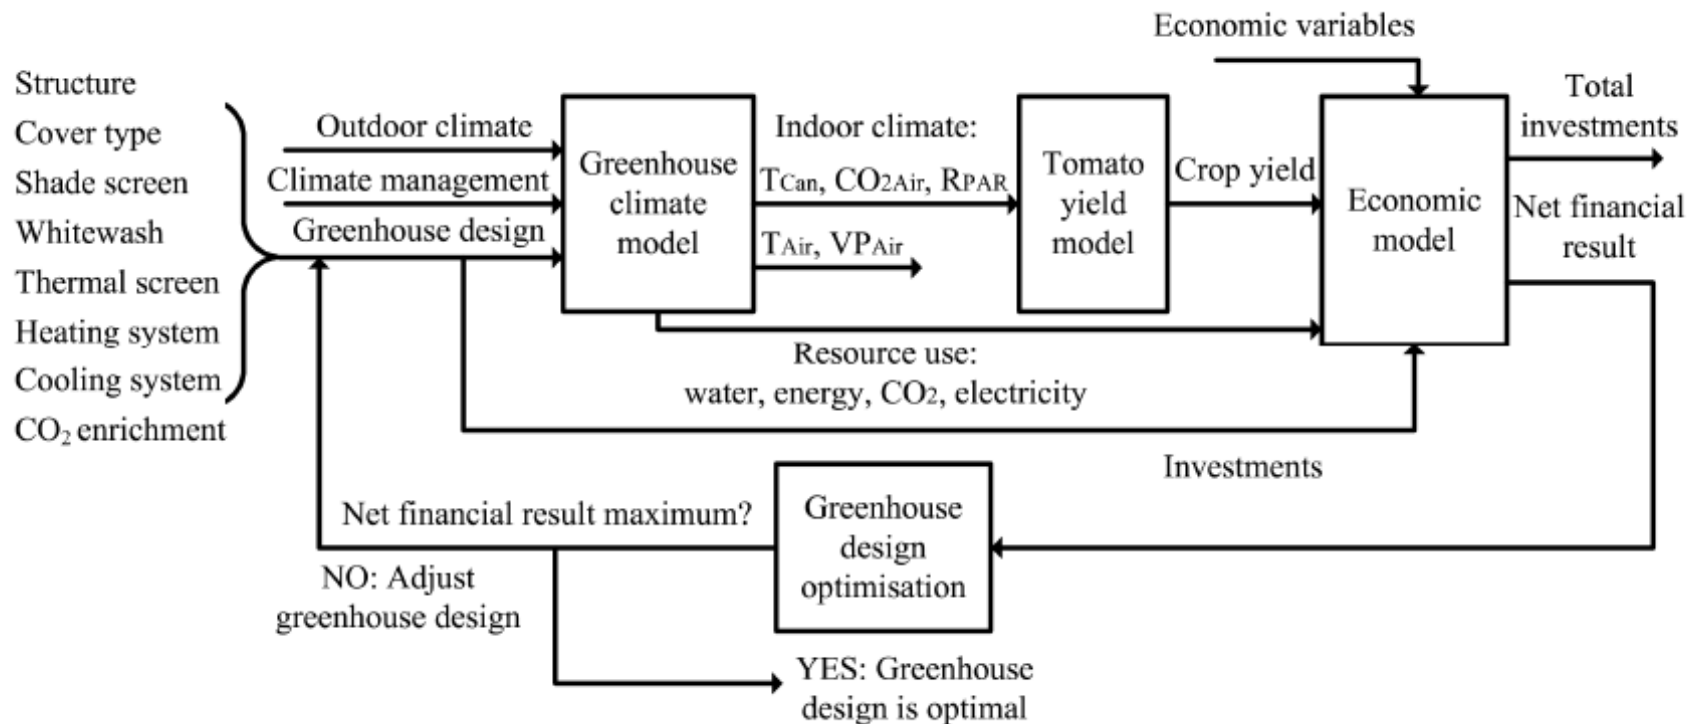 Economic variables
Structure
Cover type
Shade screen
Whitewash
Thermal screen
Heating system
Cooling system
CO₂ enrichment
Outdoor climate
Climate management
Greenhouse design
Greenhouse
climate
model
Indoor climate:
TCan, CO2Air, RPAR
TAir, VPAir
Tomato
yield
model
Crop yield
Economic
model
Total
investments
Net financial
result
Resource use:
water, energy, CO2, electricity
Investments
Greenhouse
design
optimisation
Net financial result maximum?
NO: Adjust
greenhouse design
YES: Greenhouse
design is optimal